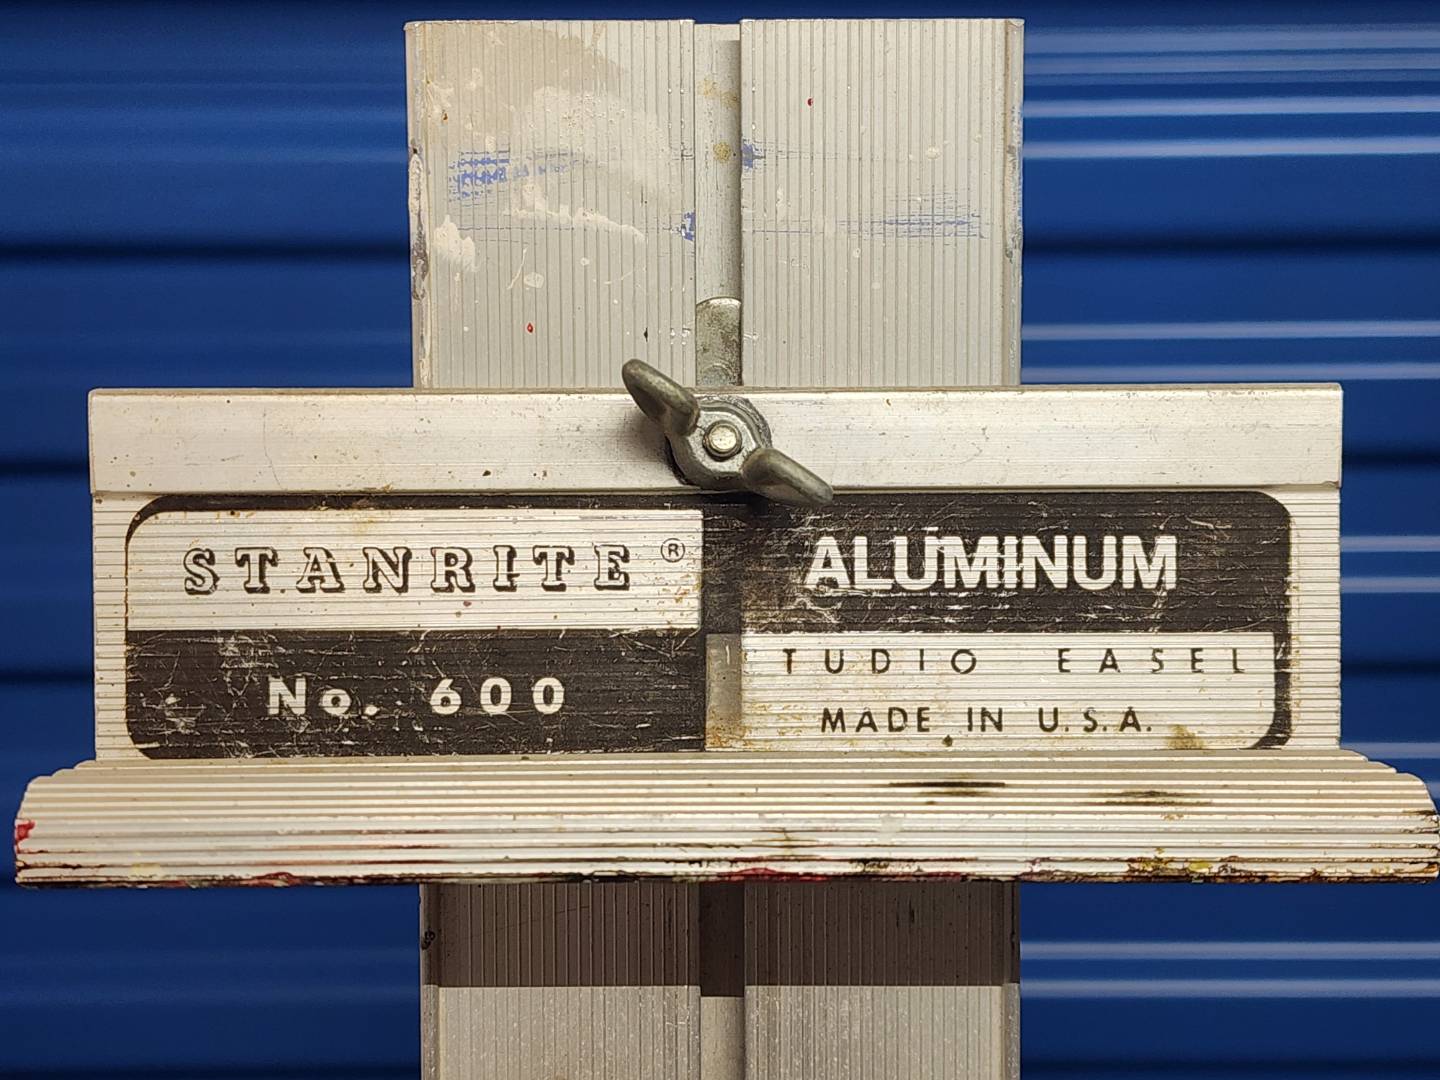 STANRITE®
No. 600
ALUMINUM
TUDIO EASEL
MADE IN U.S.A.